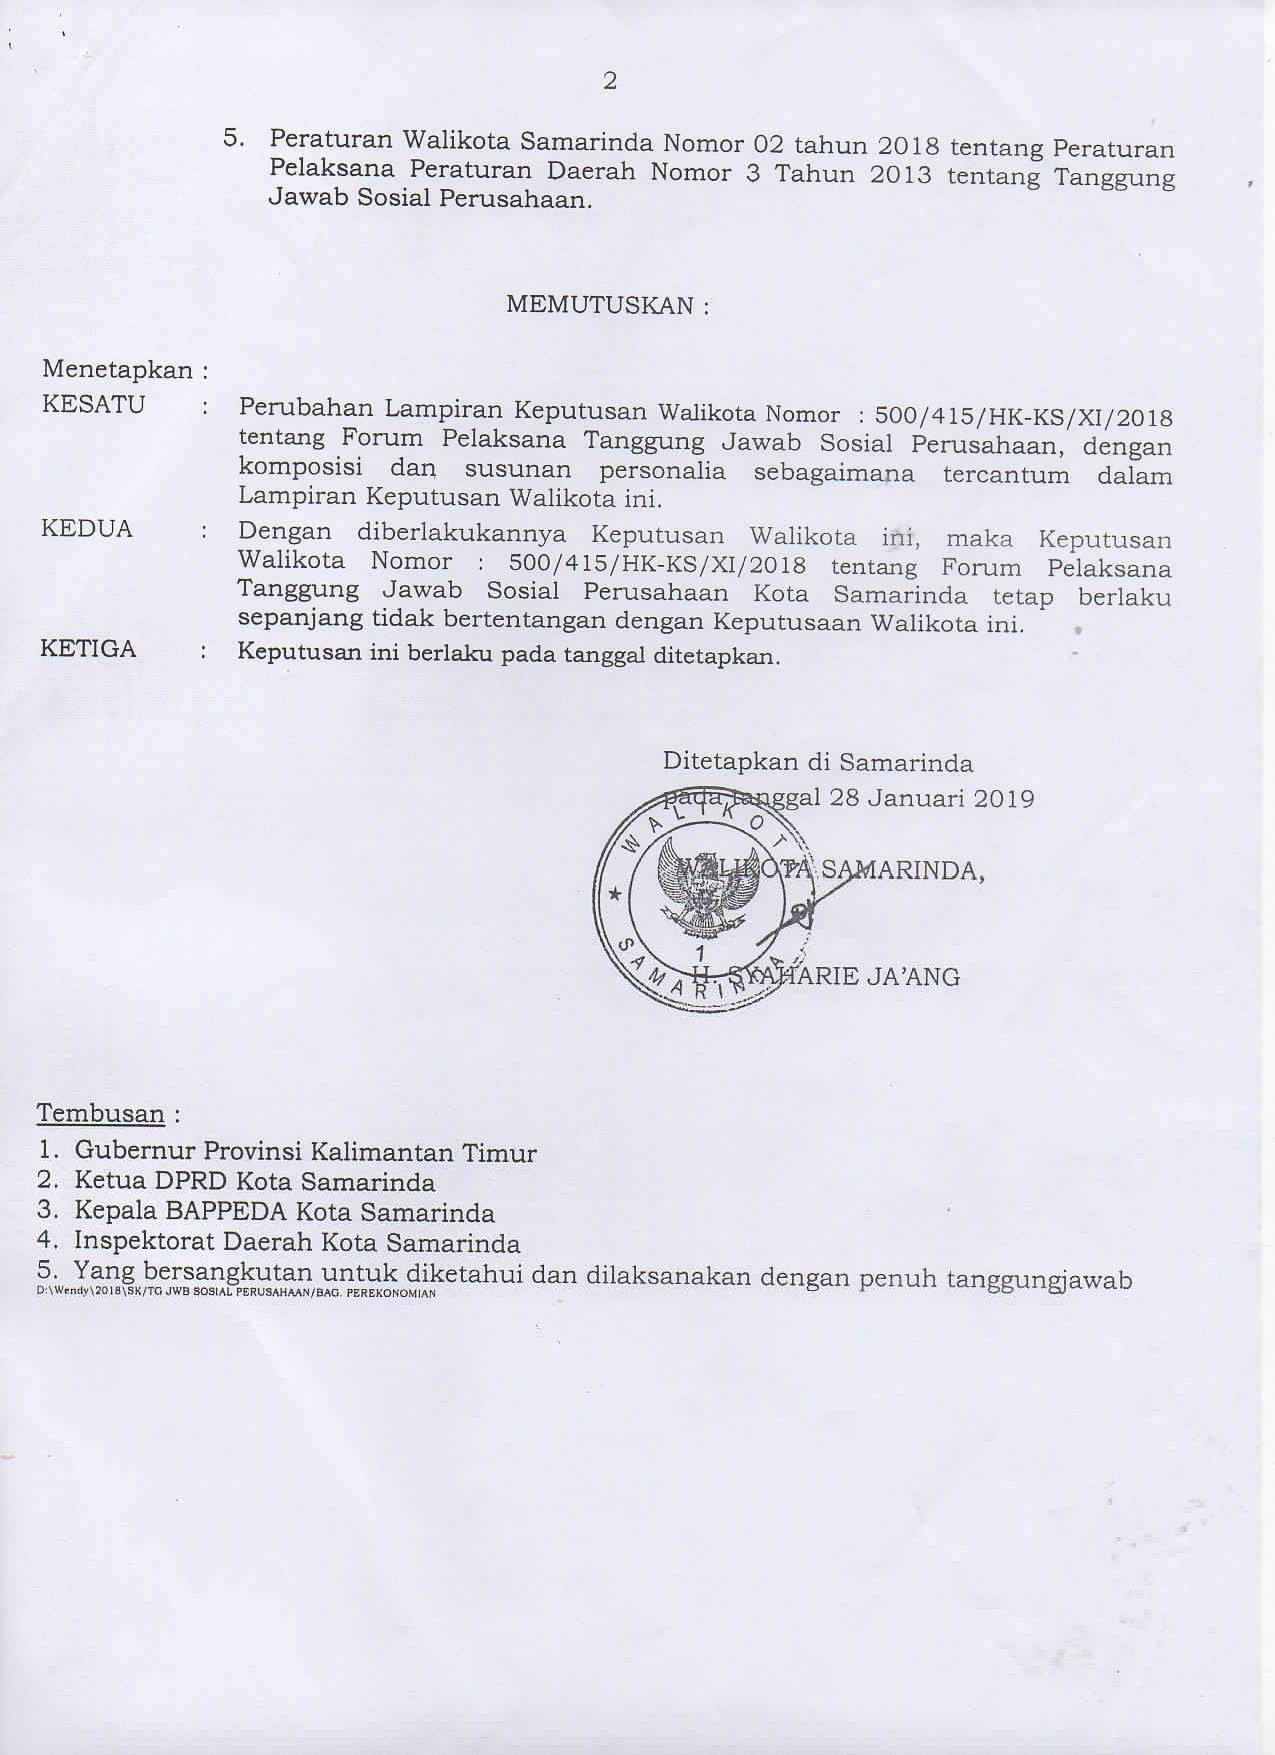 2
5. Peraturan Walikota Samarinda Nomor 02 tahun 2018 tentang Peraturan
Pelaksana Peraturan Daerah Nomor 3 Tahun 2013 tentang Tanggung
Jawab Sosial Perusahaan.
MEMUTUSKAN :
Menetapkan :
KESATU : Perubahan Lampiran Keputusan Walikota Nomor : 500/415/HK-KS/XI/2018
tentang Forum Pelaksana Tanggung Jawab Sosial Perusahaan, dengan
komposisi dan susunan personalia sebagaimana tercantum dalam
Lampiran Keputusan Walikota ini.
KEDUA : Dengan diberlakukannya Keputusan Walikota ini, maka Keputusan
Walikota Nomor : 500/415/HK-KS/XI/2018 tentang Forum Pelaksana
Tanggung Jawab Sosial Perusahaan Kota Samarinda tetap berlaku
sepanjang tidak bertentangan dengan Keputusaan Walikota ini.
KETIGA : Keputusan ini berlaku pada tanggal ditetapkan.
Ditetapkan di Samarinda
pada tanggal 28 Januari 2019
WALIKOTA SAMARINDA,
WALIKOTA
1
SAMARINDA
H. SYAHARIE JA'ANG
Tembusan :
1. Gubernur Provinsi Kalimantan Timur
2. Ketua DPRD Kota Samarinda
3. Kepala BAPPEDA Kota Samarinda
4. Inspektorat Daerah Kota Samarinda
5. Yang bersangkutan untuk diketahui dan dilaksanakan dengan penuh tanggungjawab
D:\Wendy\2018\SK/TG JWB SOSIAL PERUSAHAAN/BAG. PEREKONOMIAN